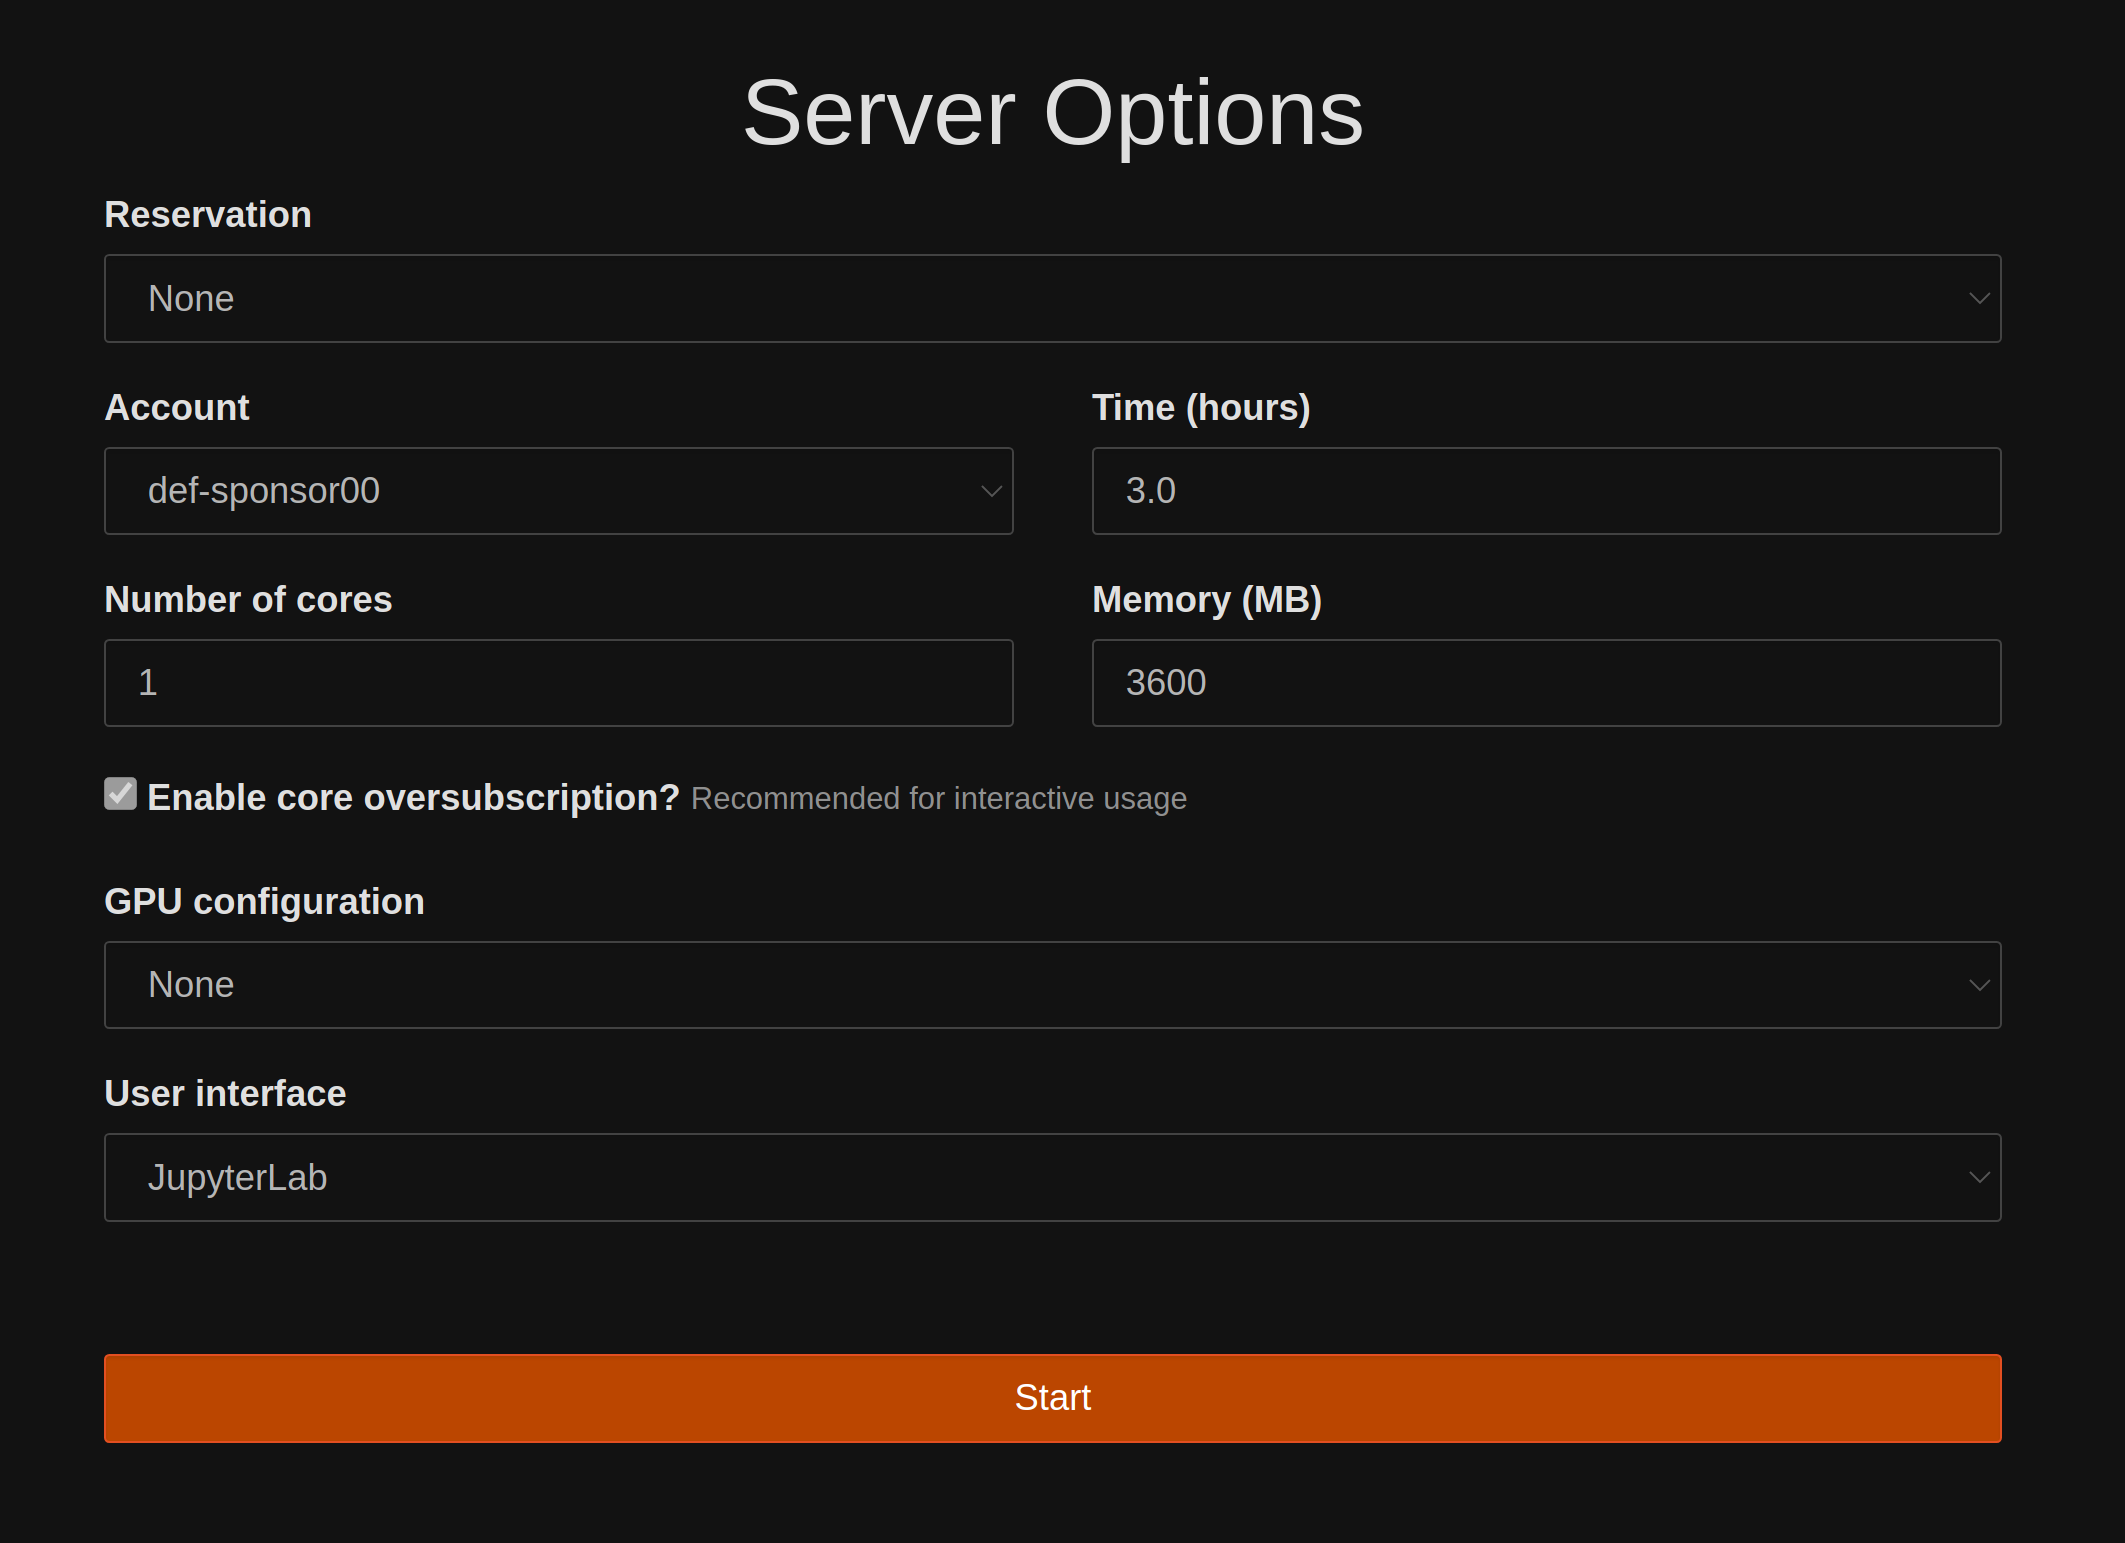 Server Options
Reservation
None
Account
Time (hours)
def-sponsor00
3.0
Number of cores
Memory (MB)
1
3600
Enable core oversubscription? Recommended for interactive usage
GPU configuration
None
User interface
JupyterLab
Start